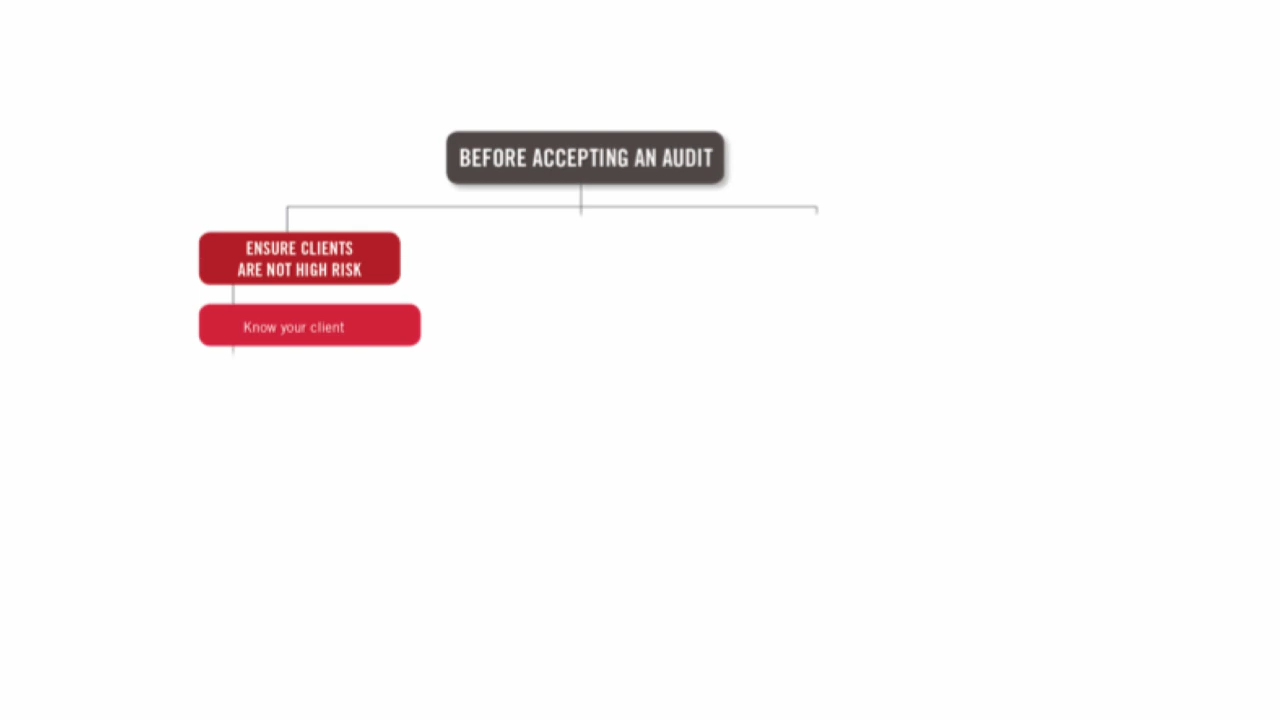 BEFORE ACCEPTING AN AUDIT
ENSURE CLIENTS
ARE NOT HIGH RISK
Know your client